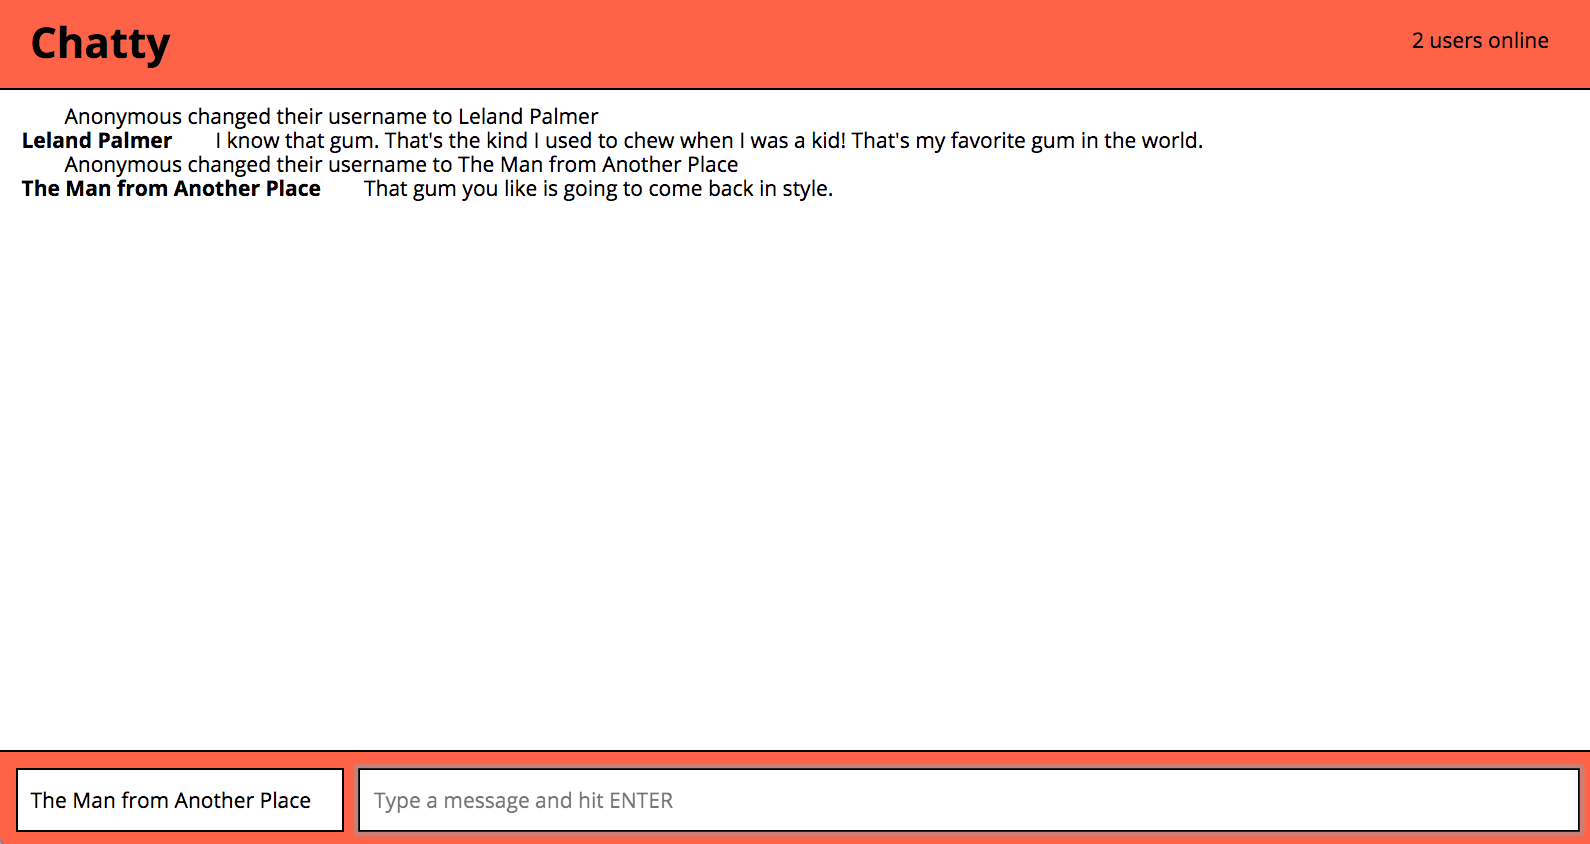 Chatty
2 users online
Anonymous changed their username to Leland Palmer
Leland Palmer I know that gum. That's the kind I used to chew when I was a kid! That's my favorite gum in the world.
Anonymous changed their username to The Man from Another Place
The Man from Another Place That gum you like is going to come back in style.
The Man from Another Place
Type a message and hit ENTER